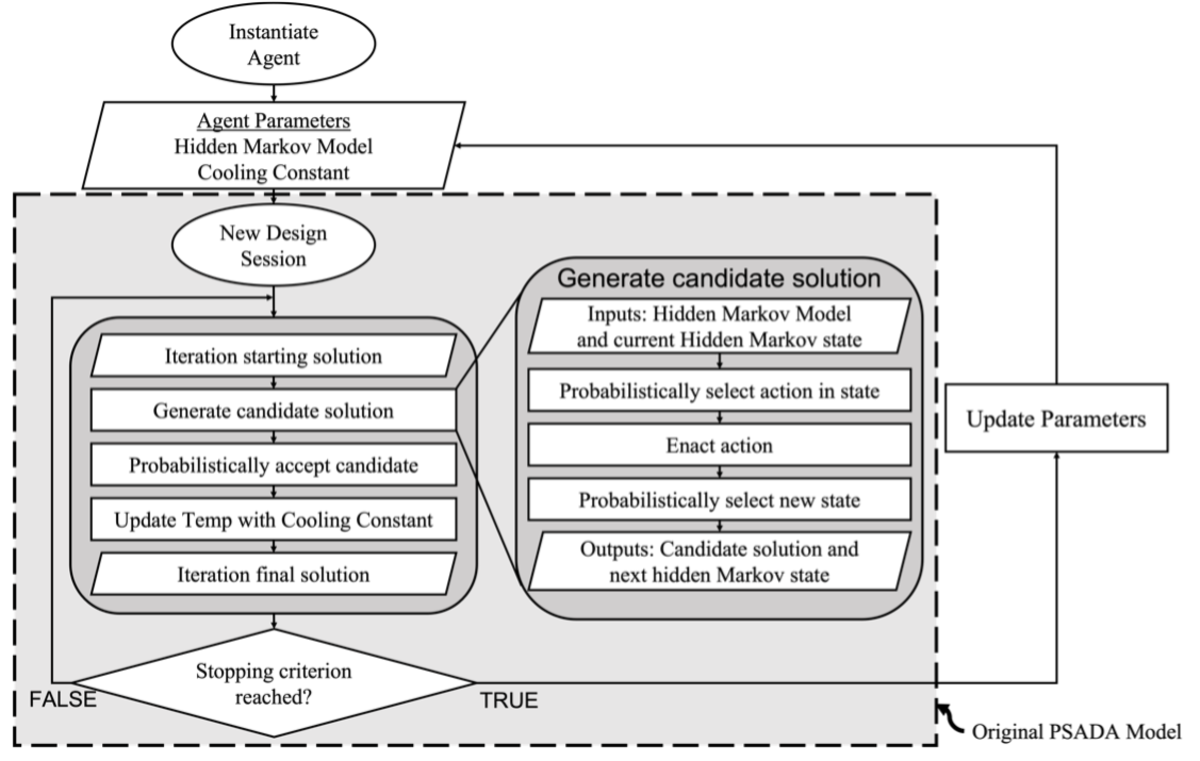 Instantiate
Agent
Agent Parameters
Hidden Markov Model
Cooling Constant
New Design
Session
Iteration starting solution
Generate candidate solution
Probabilistically accept candidate
Update Temp with Cooling Constant
Iteration final solution
Stopping criterion
reached?
FALSE
TRUE
Generate candidate solution
Inputs: Hidden Markov Model
and current Hidden Markov state
Probabilistically select action in state
Enact action
Probabilistically select new state
Outputs: Candidate solution and
next hidden Markov state
Update Parameters
Original PSADA Model